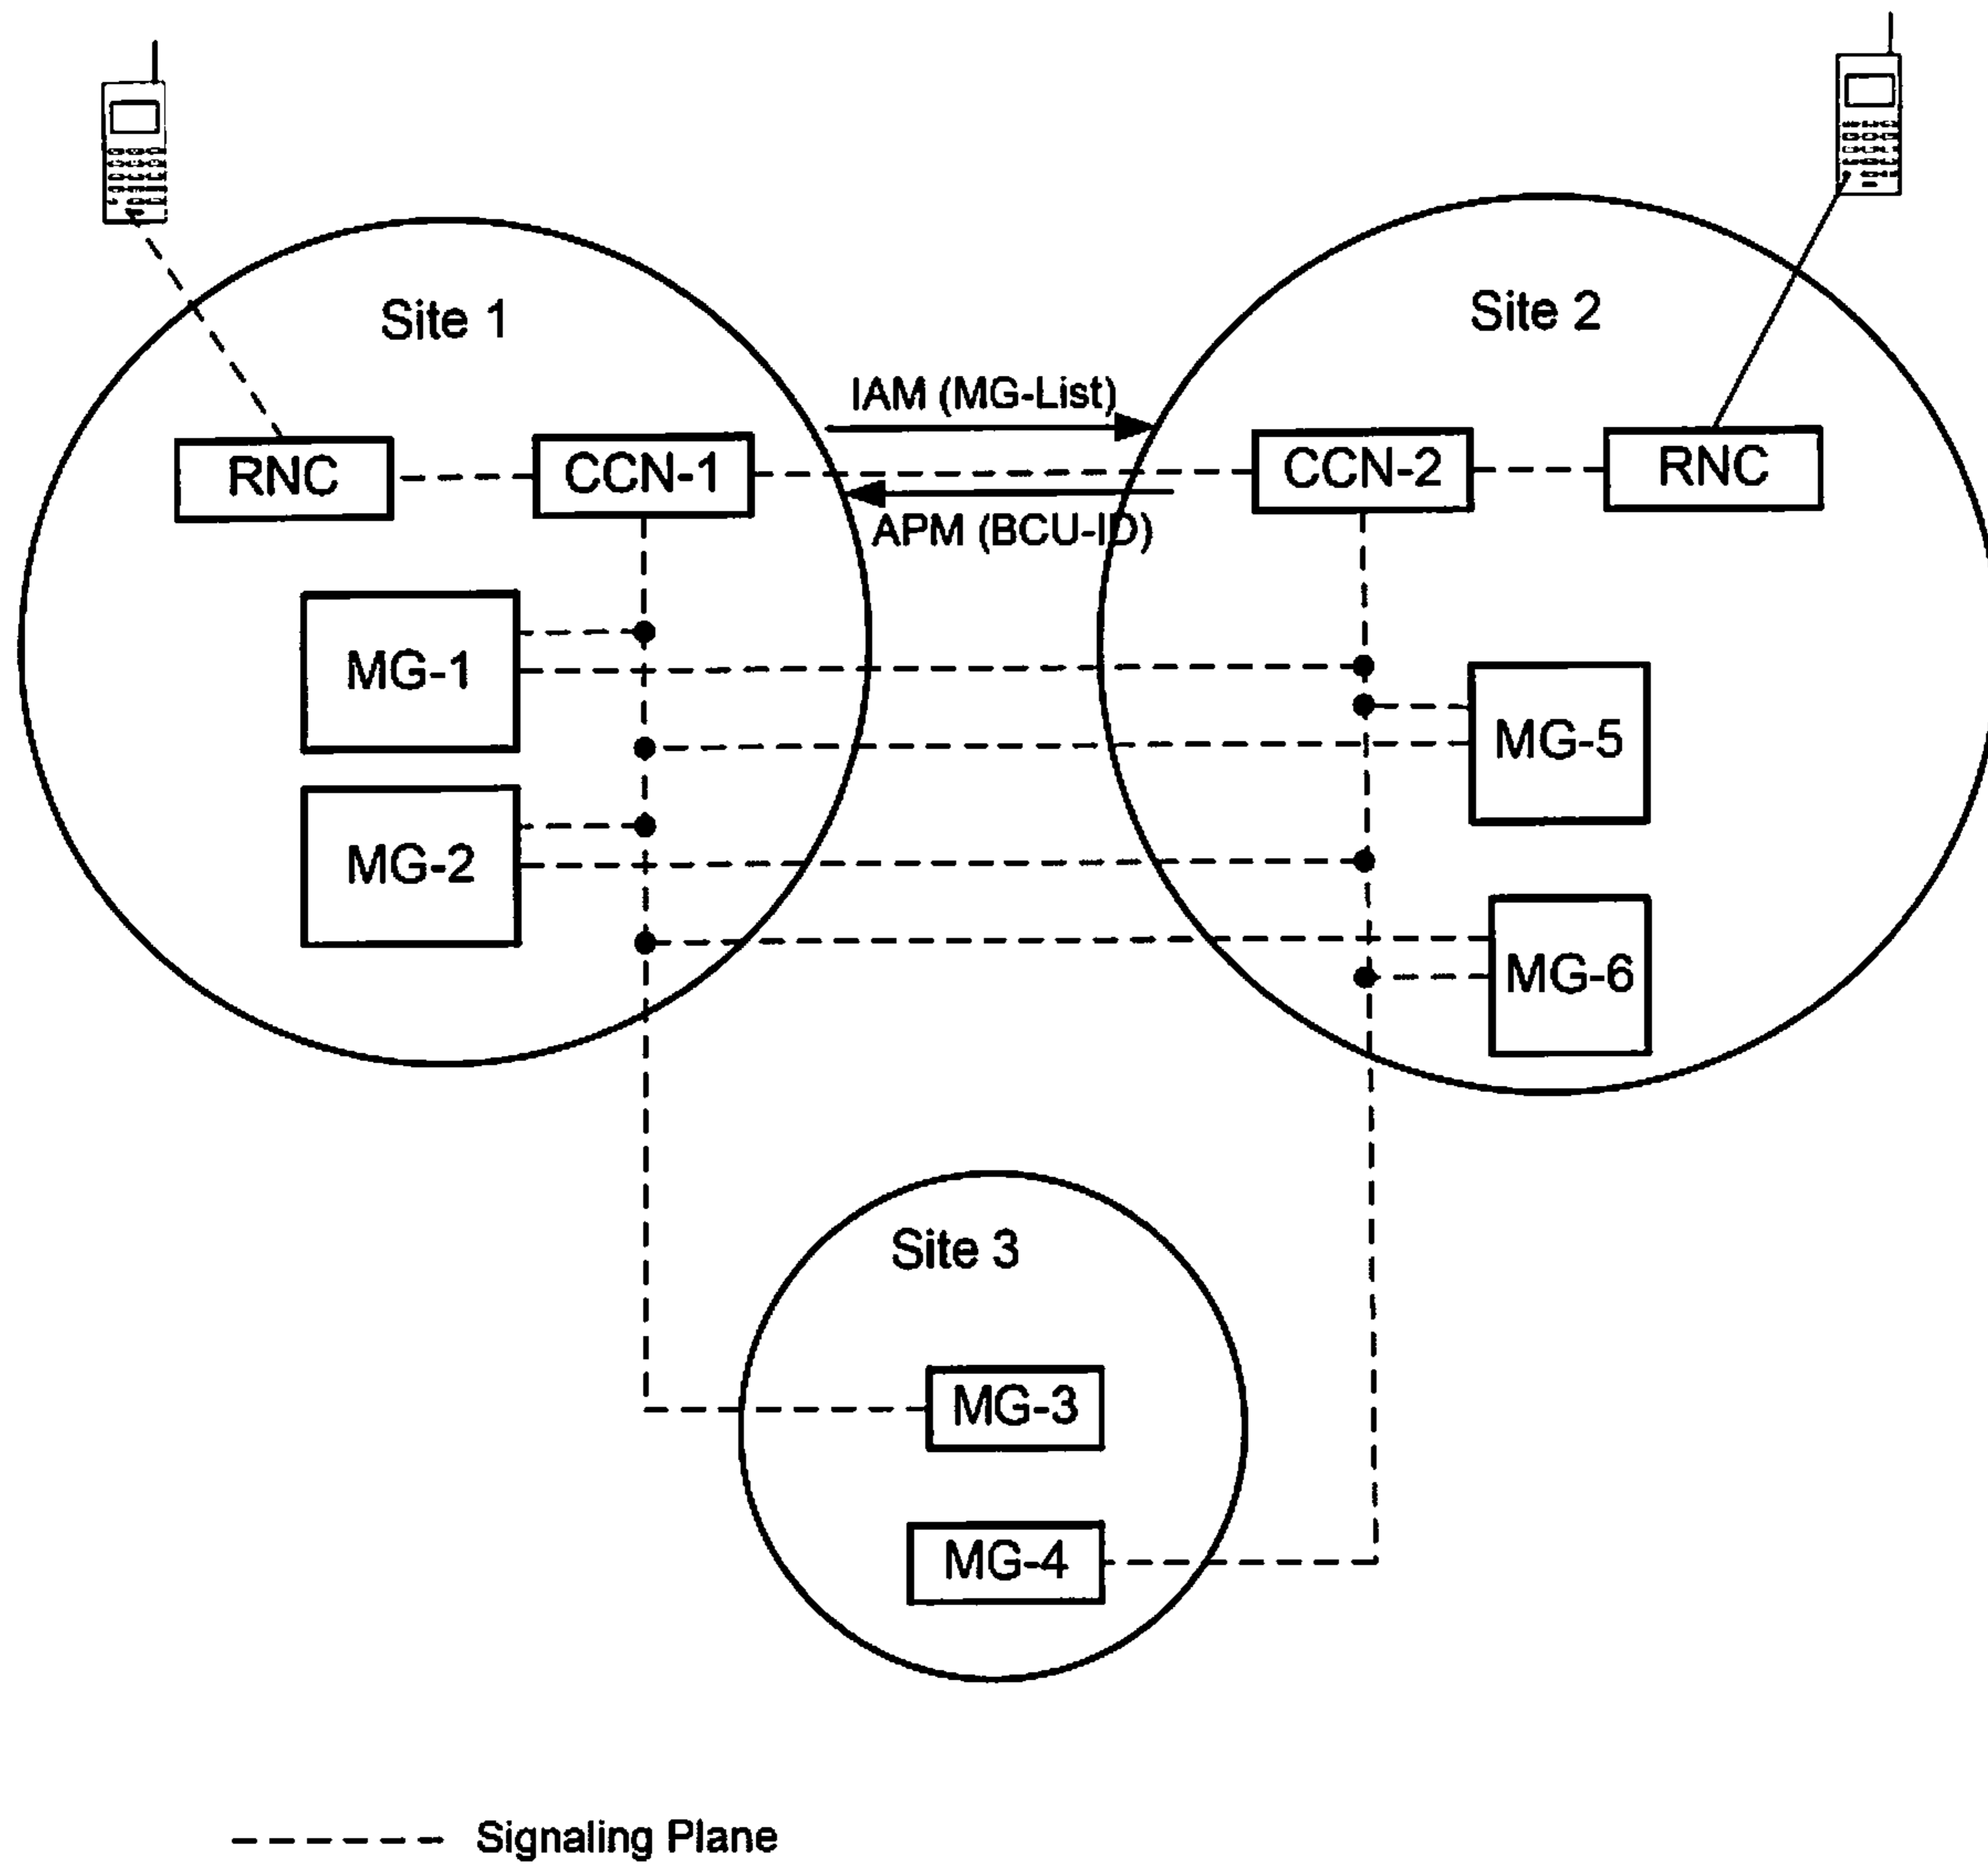 Site 1
Site 2
IAM (MG-List)
RNC
CCN-1
CCN-2
RNC
APM (BCU-ID)
MG-1
MG-5
MG-2
MG-6
Site 3
MG-3
MG-4
Signaling Plane